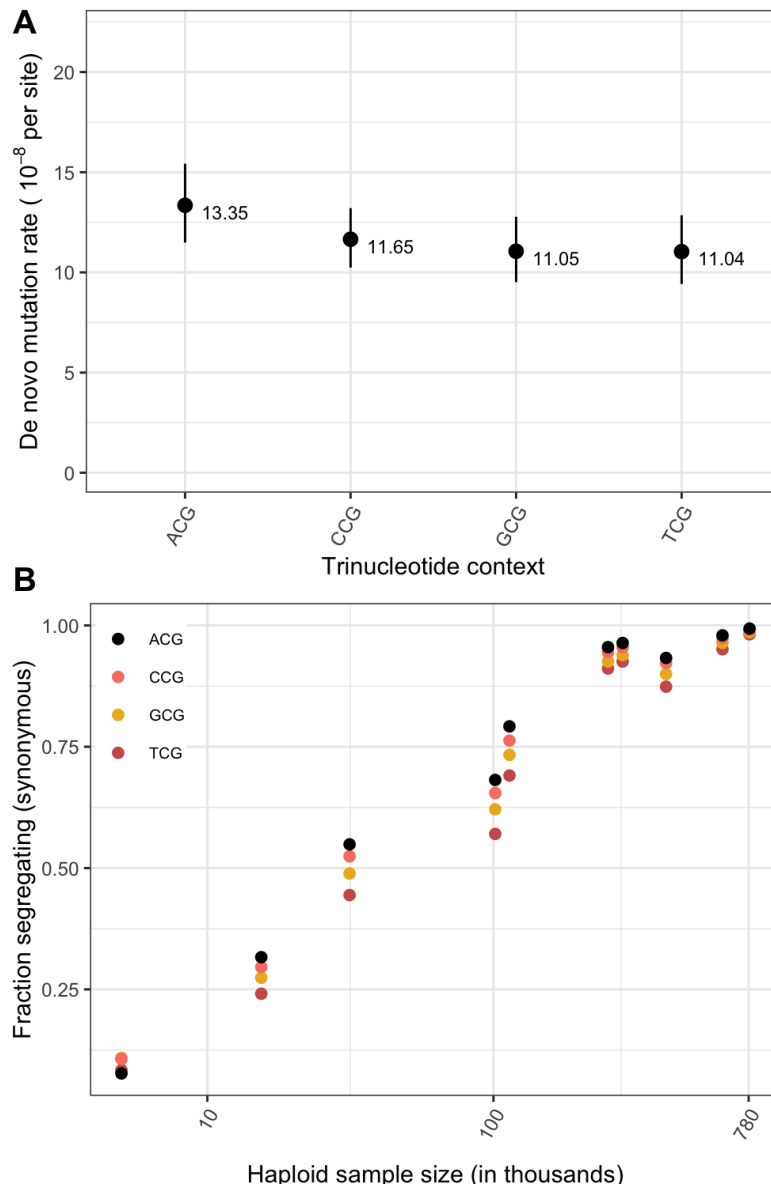 A
De novo mutation rate ( 10⁻⁸ per site)
20
15
10
5
0
13.35
11.65
11.05
11.04
ACG
CCG
GCG
TCG
Trinucleotide context
B
Fraction segregating (synonymous)
1.00
0.75
0.50
0.25
ACG
CCG
GCG
TCG
10
100
780
Haploid sample size (in thousands)